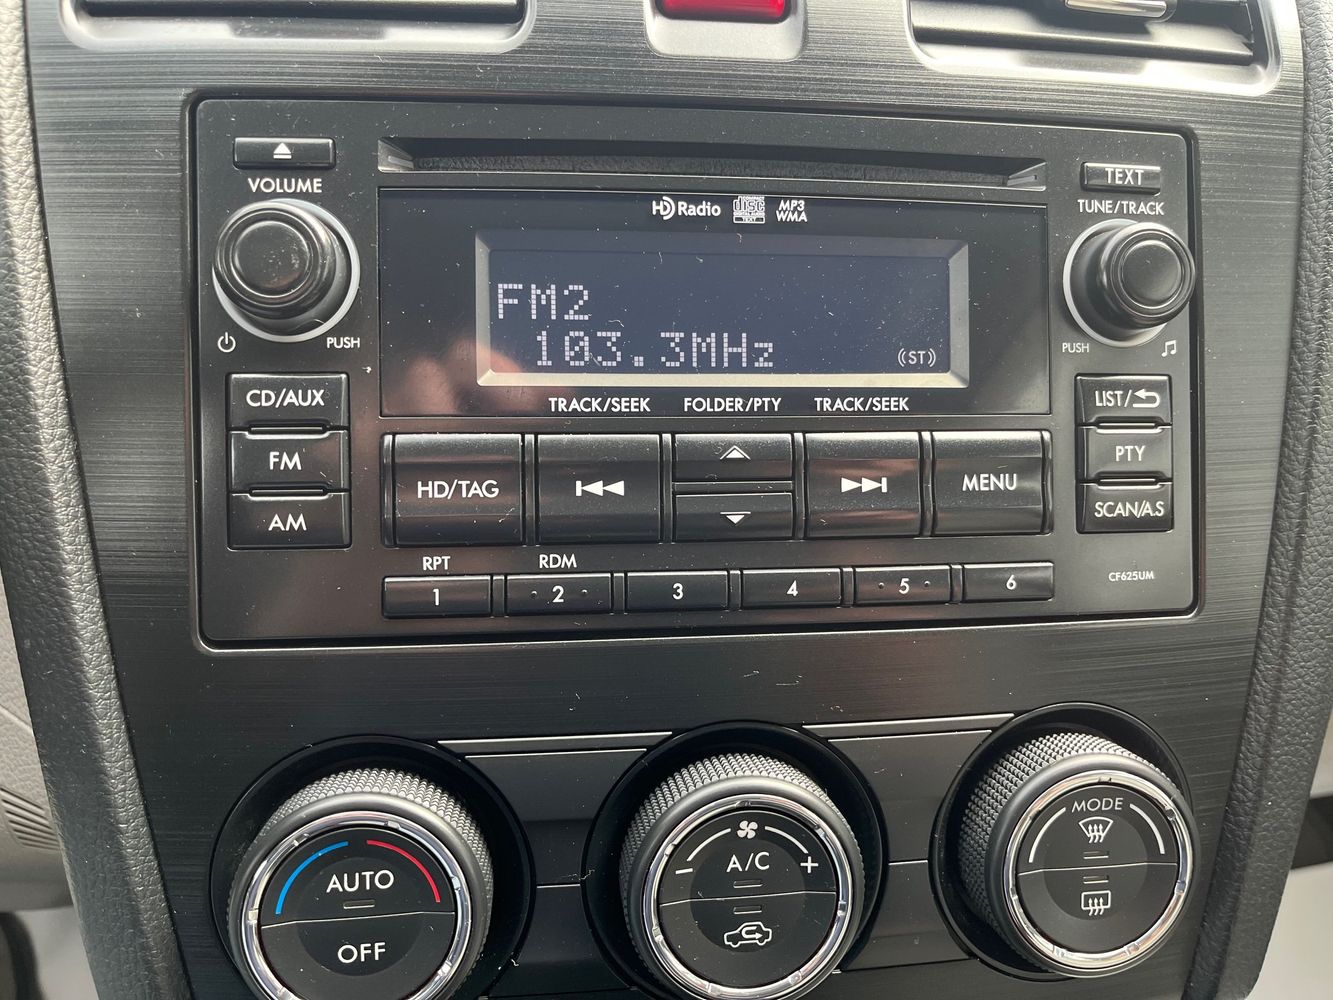 VOLUME
PUSH
HD Radio
disc
TEXT
MP3
WMA
TEXT
TUNE/TRACK
PUSH
FM2
103.3MHz
((ST))
TRACK/SEEK FOLDER/PTY TRACK/SEEK
CD/AUX
FM
AM
HD/TAG
MENU
LIST/
PTY
SCAN/A.S
RPT RDM
1 2 3 4 5 6
CF625UM
AUTO
OFF
A/C
- +
MODE